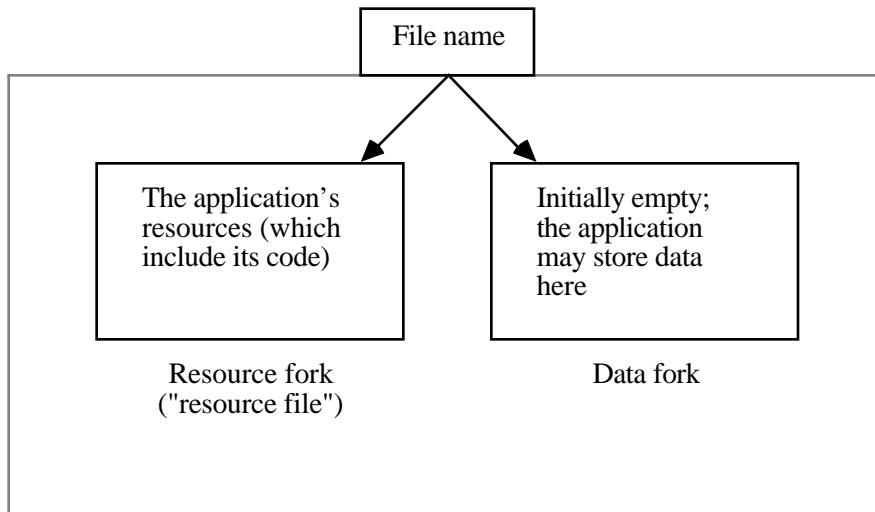 File name
The application’s
resources (which
include its code)
Initially empty;
the application
may store data
here
Resource fork
("resource file")
Data fork